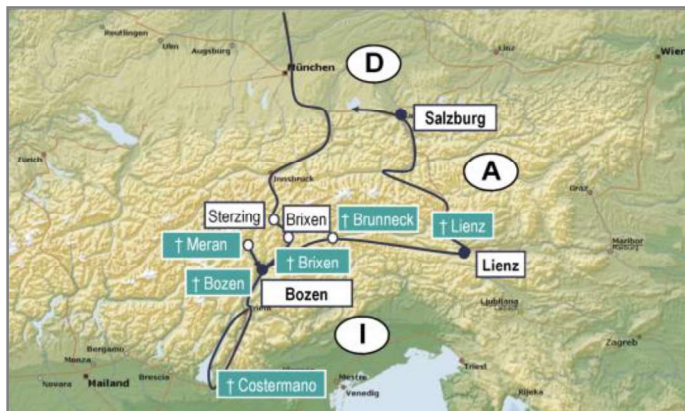 Reutlingen
Ulm
Augsburg
München
D
Linz
Wien
Salzburg
Zürich
Innsbruck
A
Graz
Sterzing
Brixen
† Brunneck
† Lienz
† Meran
Maribor
† Bozen
† Brixen
Lienz
Bozen
Ljubljana
I
Zagreb
Bergamo
Monza
Novara
Mailand
Brescia
† Costermano
Mestre
Venedig
Triest
Rijeka